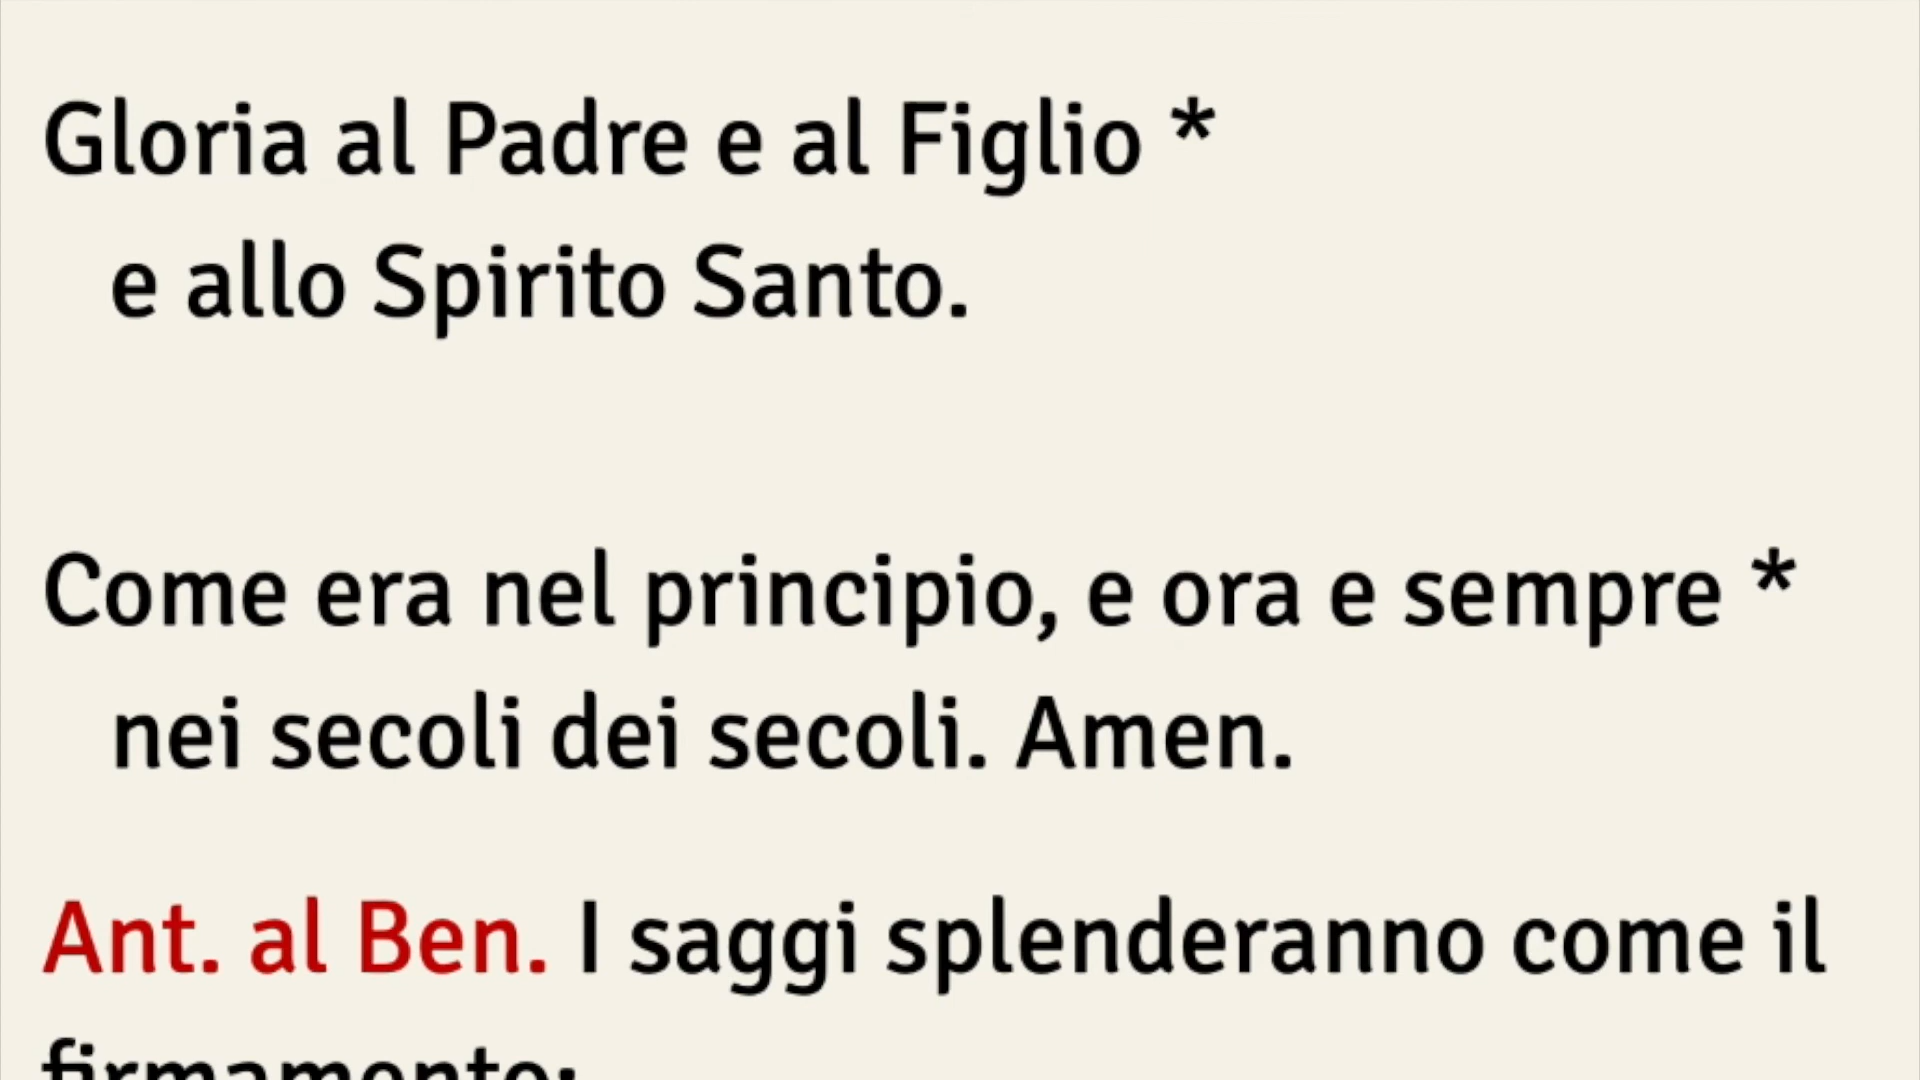 Gloria al Padre e al Figlio *
e allo Spirito Santo.
Come era nel principio, e ora e sempre *
nei secoli dei secoli. Amen.
Ant. al Ben. I saggi splenderanno come il
firmamento;